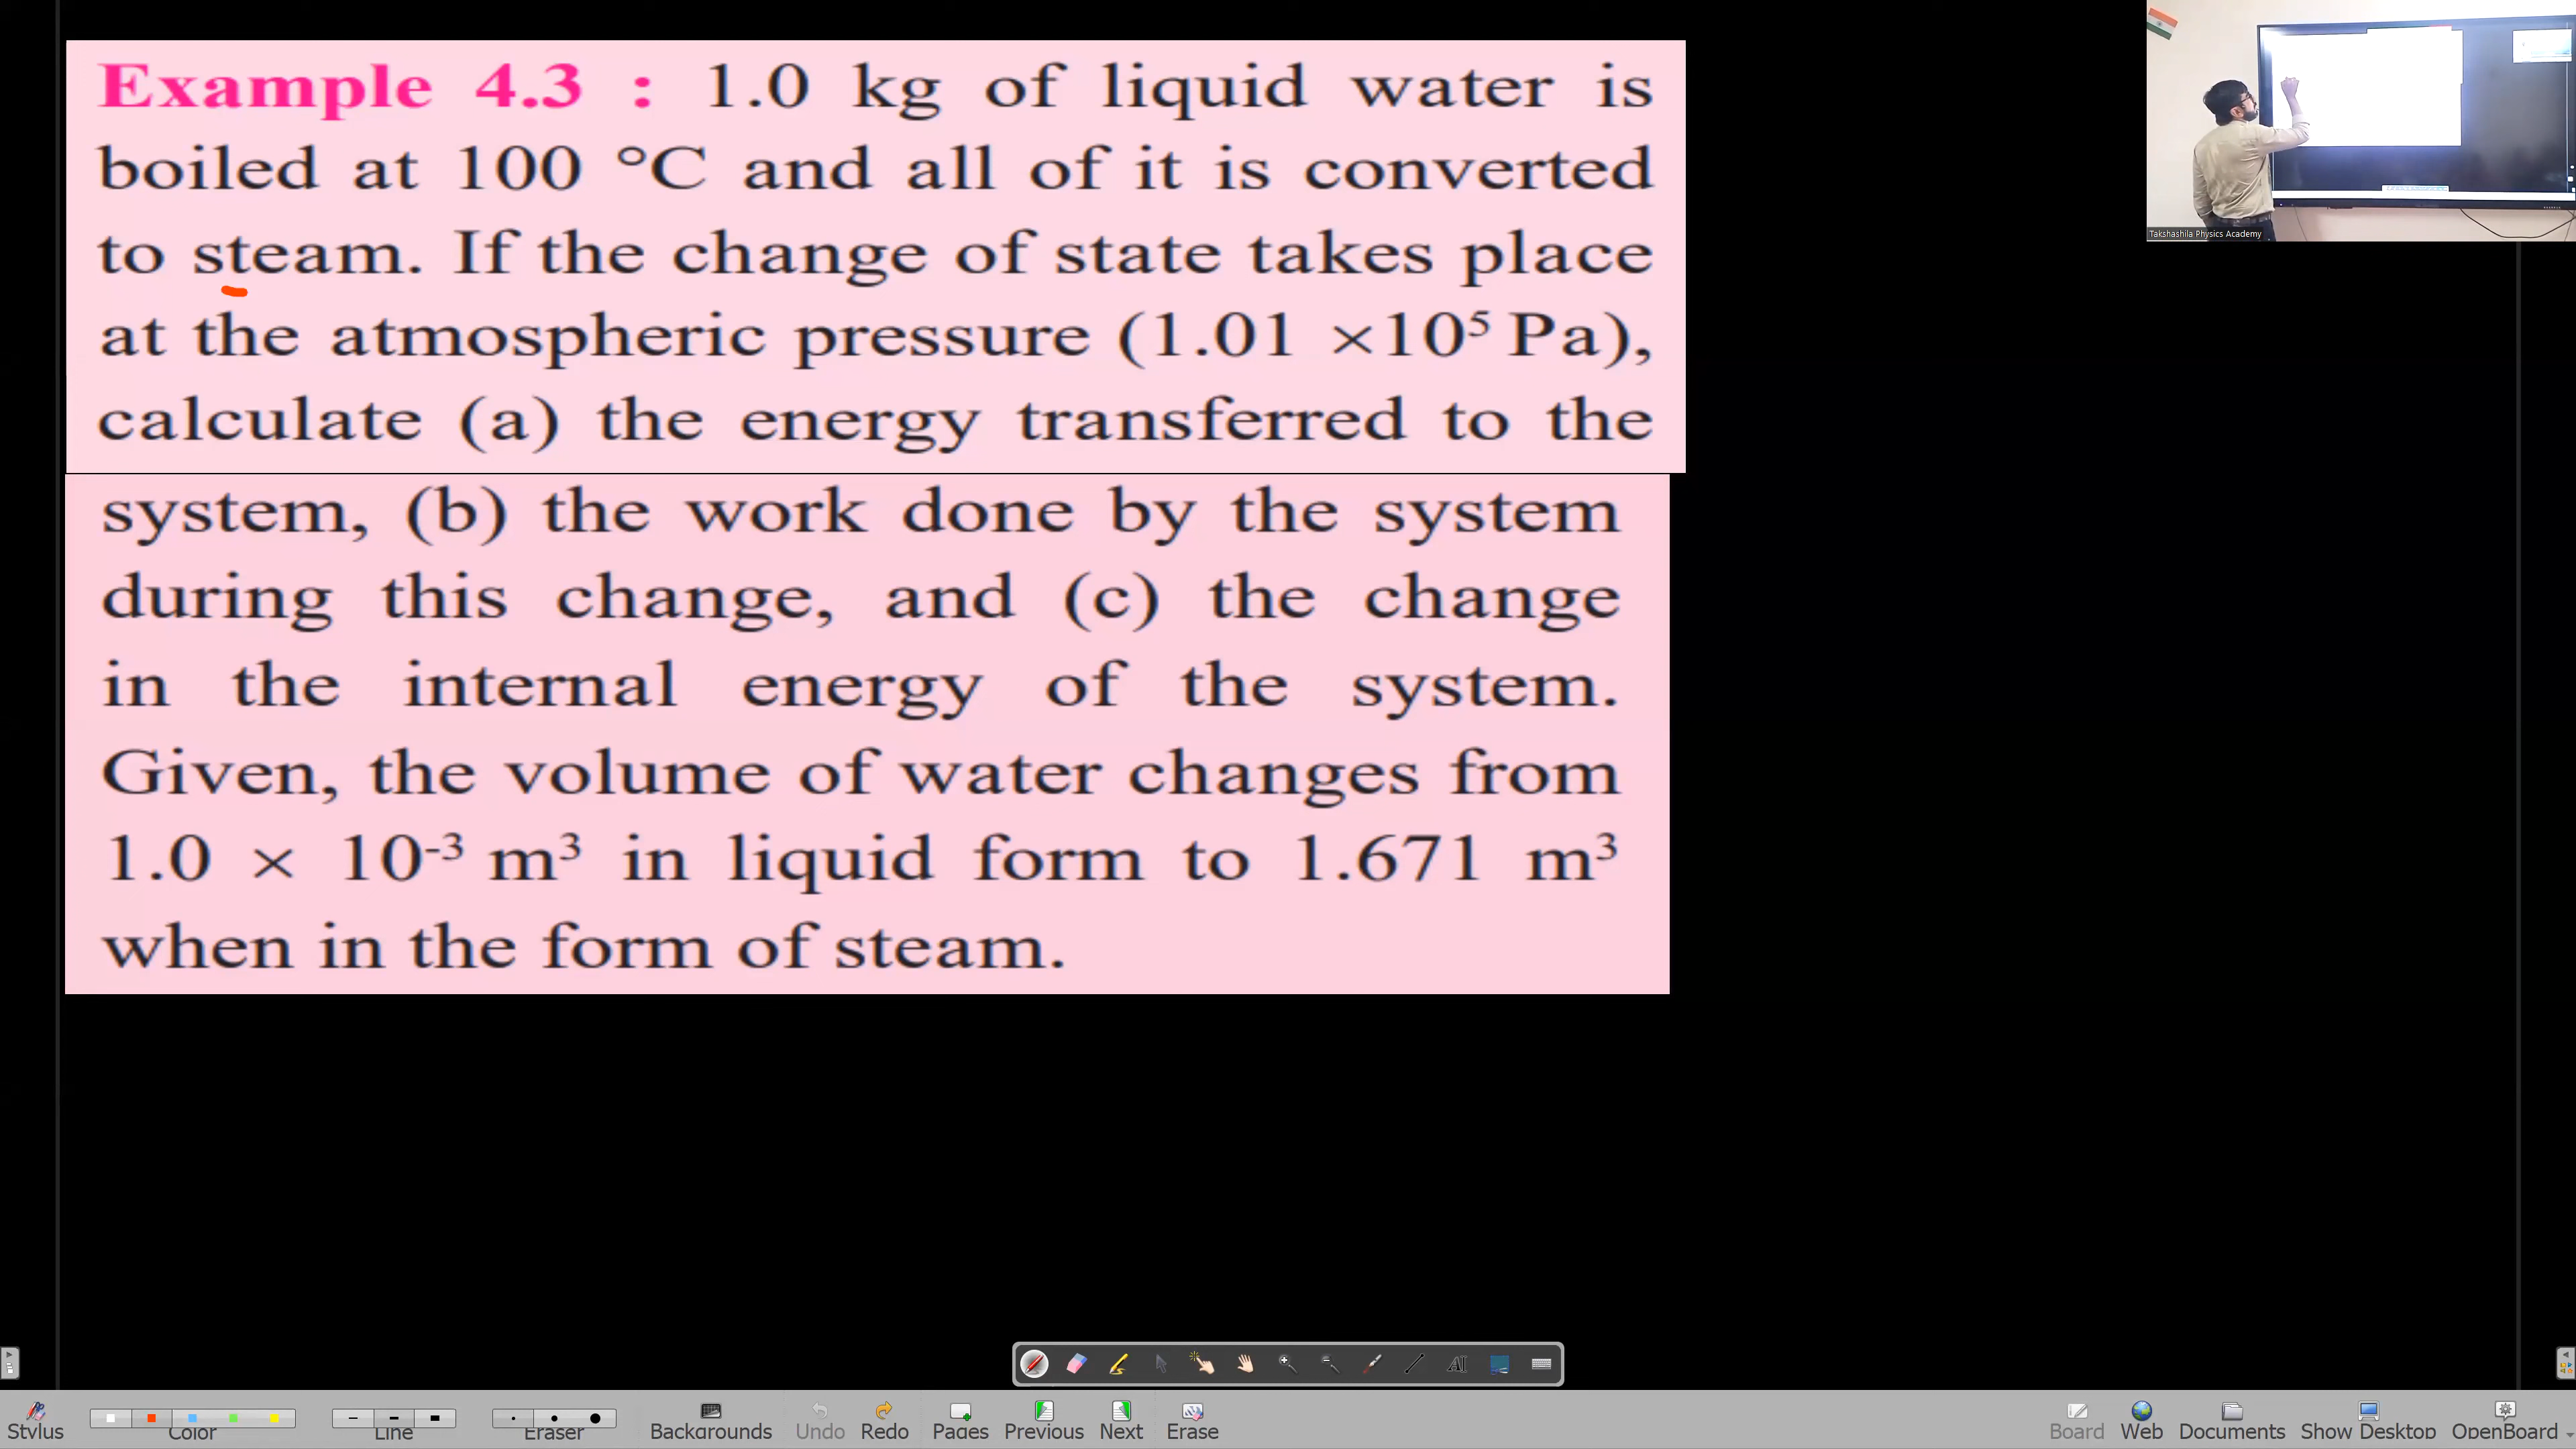 Example 4.3 : 1.0 kg of liquid water is
boiled at 100 °C and all of it is converted
to steam. If the change of state takes place
at the atmospheric pressure (1.01 ×10⁵ Pa),
calculate (a) the energy transferred to the
system, (b) the work done by the system
during this change, and (c) the change
in the internal energy of the system.
Given, the volume of water changes from
1.0 × 10⁻³ m³ in liquid form to 1.671 m³
when in the form of steam.
Takshashila Physics Academy
Stylus Color Line Eraser Backgrounds Undo Redo Pages Previous Next Erase Board Web Documents Show Desktop OpenBoard